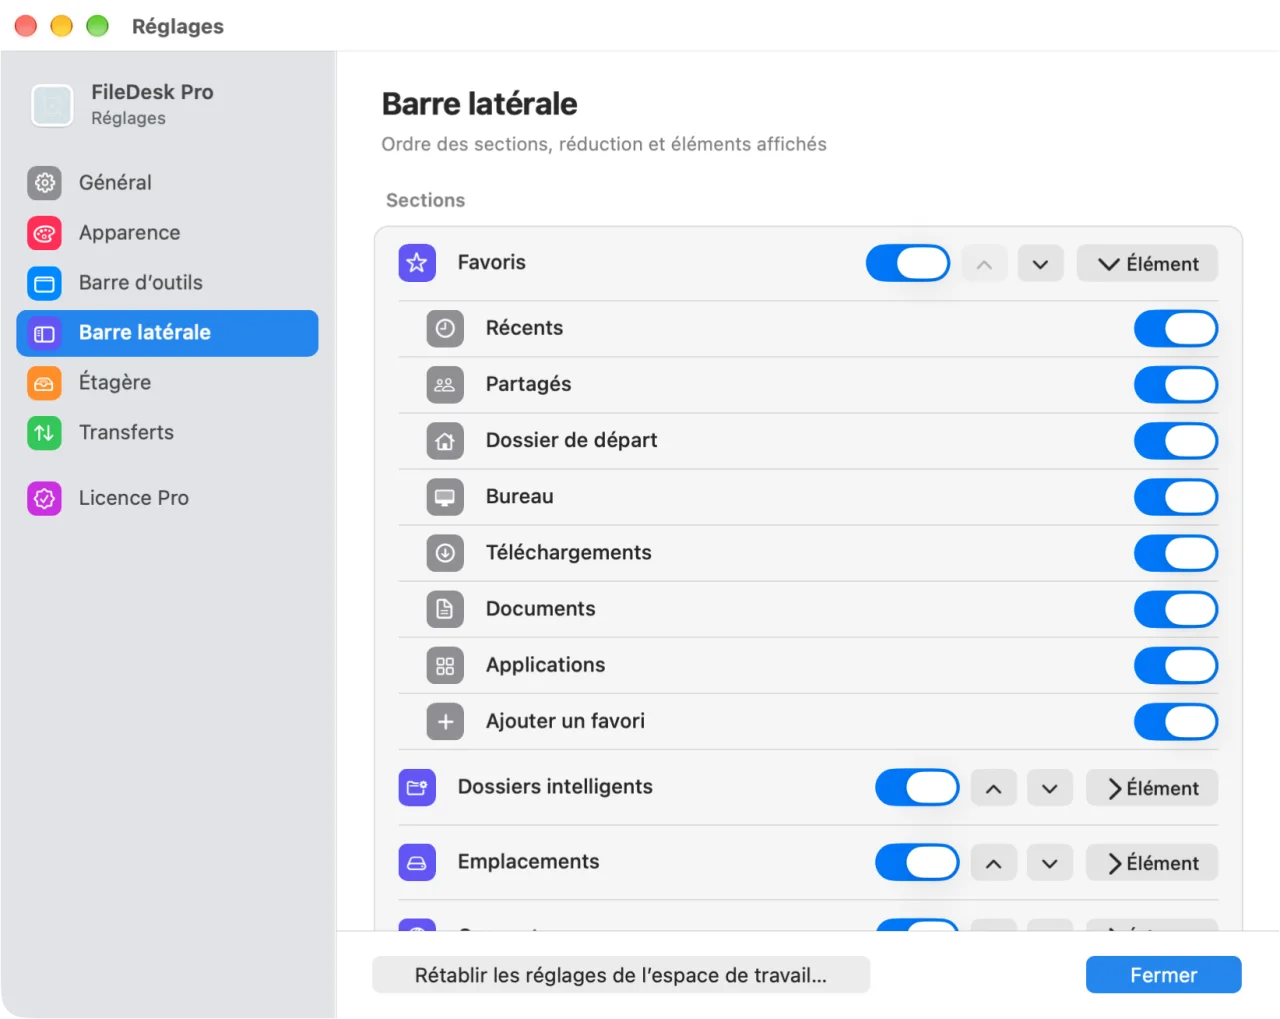 Réglages
FileDesk Pro
Réglages
Général
Apparence
Barre d’outils
Barre latérale
Étagère
Transferts
Licence Pro
Barre latérale
Ordre des sections, réduction et éléments affichés
Sections
Favoris
Élément
Récents
Partagés
Dossier de départ
Bureau
Téléchargements
Documents
Applications
Ajouter un favori
Dossiers intelligents
Élément
Emplacements
Élément
Rétablir les réglages de l’espace de travail...
Fermer